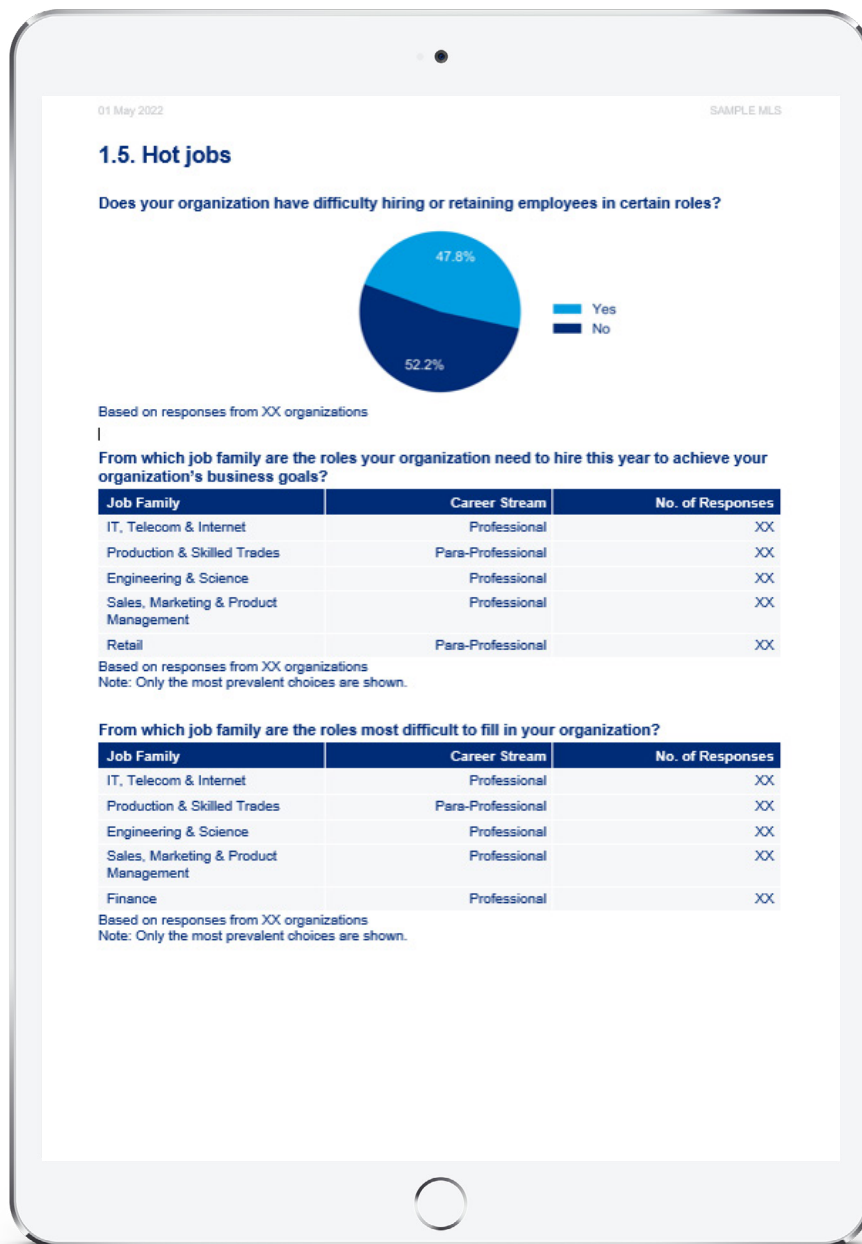 01 May 2022 SAMPLE MLS
1.5. Hot jobs
Does your organization have difficulty hiring or retaining employees in certain roles?
47.8%
Yes
No
52.2%
Based on responses from XX organizations
From which job family are the roles your organization need to hire this year to achieve your
organization's business goals?
Job Family Career Stream No. of Responses
IT, Telecom & Internet Professional XX
Production & Skilled Trades Para-Professional XX
Engineering & Science Professional XX
Sales, Marketing & Product Professional XX
Management
Retail Para-Professional XX
Based on responses from XX organizations
Note: Only the most prevalent choices are shown.
From which job family are the roles most difficult to fill in your organization?
Job Family Career Stream No. of Responses
IT, Telecom & Internet Professional XX
Production & Skilled Trades Para-Professional XX
Engineering & Science Professional XX
Sales, Marketing & Product Professional XX
Management
Finance Professional XX
Based on responses from XX organizations
Note: Only the most prevalent choices are shown.